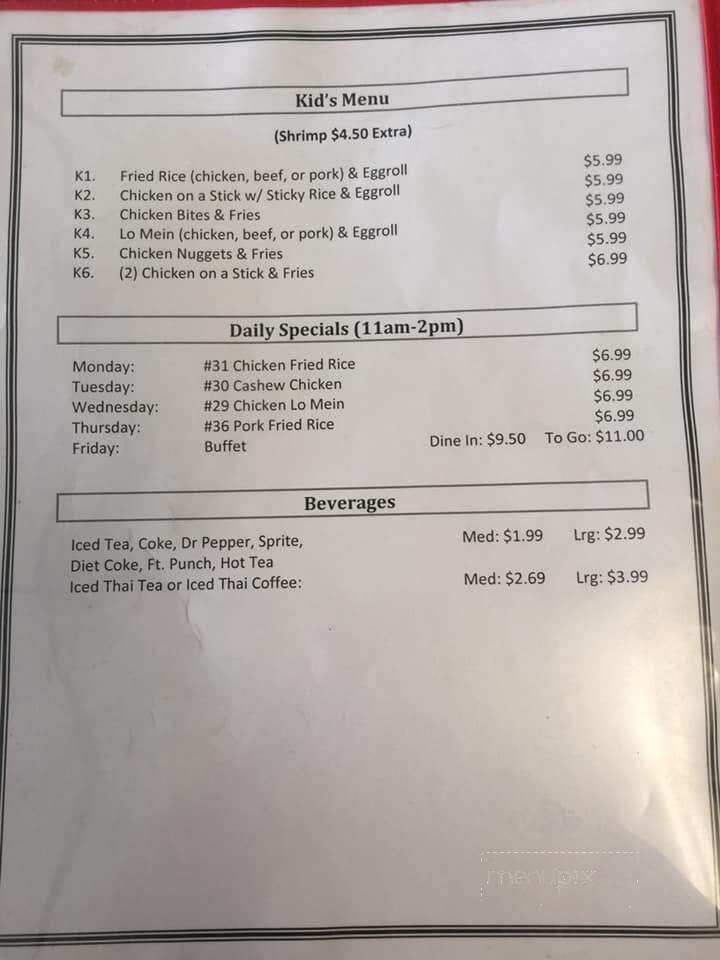 Kid's Menu
(Shrimp $4.50 Extra)
K1. Fried Rice (chicken, beef, or pork) & Eggroll $5.99
K2. Chicken on a Stick w/ Sticky Rice & Eggroll $5.99
K3. Chicken Bites & Fries $5.99
K4. Lo Mein (chicken, beef, or pork) & Eggroll $5.99
K5. Chicken Nuggets & Fries $5.99
K6. (2) Chicken on a Stick & Fries $6.99
Daily Specials (11am-2pm)
Monday: #31 Chicken Fried Rice $6.99
Tuesday: #30 Cashew Chicken $6.99
Wednesday: #29 Chicken Lo Mein $6.99
Thursday: #36 Pork Fried Rice $6.99
Friday: Buffet Dine In: $9.50 To Go: $11.00
Beverages
Iced Tea, Coke, Dr Pepper, Sprite, Med: $1.99 Lrg: $2.99
Diet Coke, Ft. Punch, Hot Tea
Iced Thai Tea or Iced Thai Coffee: Med: $2.69 Lrg: $3.99
menupix